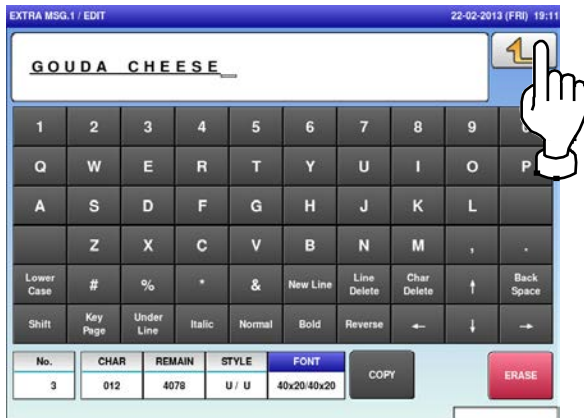 EXTRA MSG.1 / EDIT 22-02-2013 (FRI) 19:11
GOUDA CHEESE_
1 2 3 4 5 6 7 8 9
Q W E R T Y U I O P
A S D F G H J K L
Z X C V B N M , .
Lower Case # % * & New Line Line Delete Char Delete ↑ Back Space
Shift Key Page Under Line Italic Normal Bold Reverse ← ↓ →
No. CHAR REMAIN STYLE FONT COPY ERASE
3 012 4078 U / U 40x20/40x20